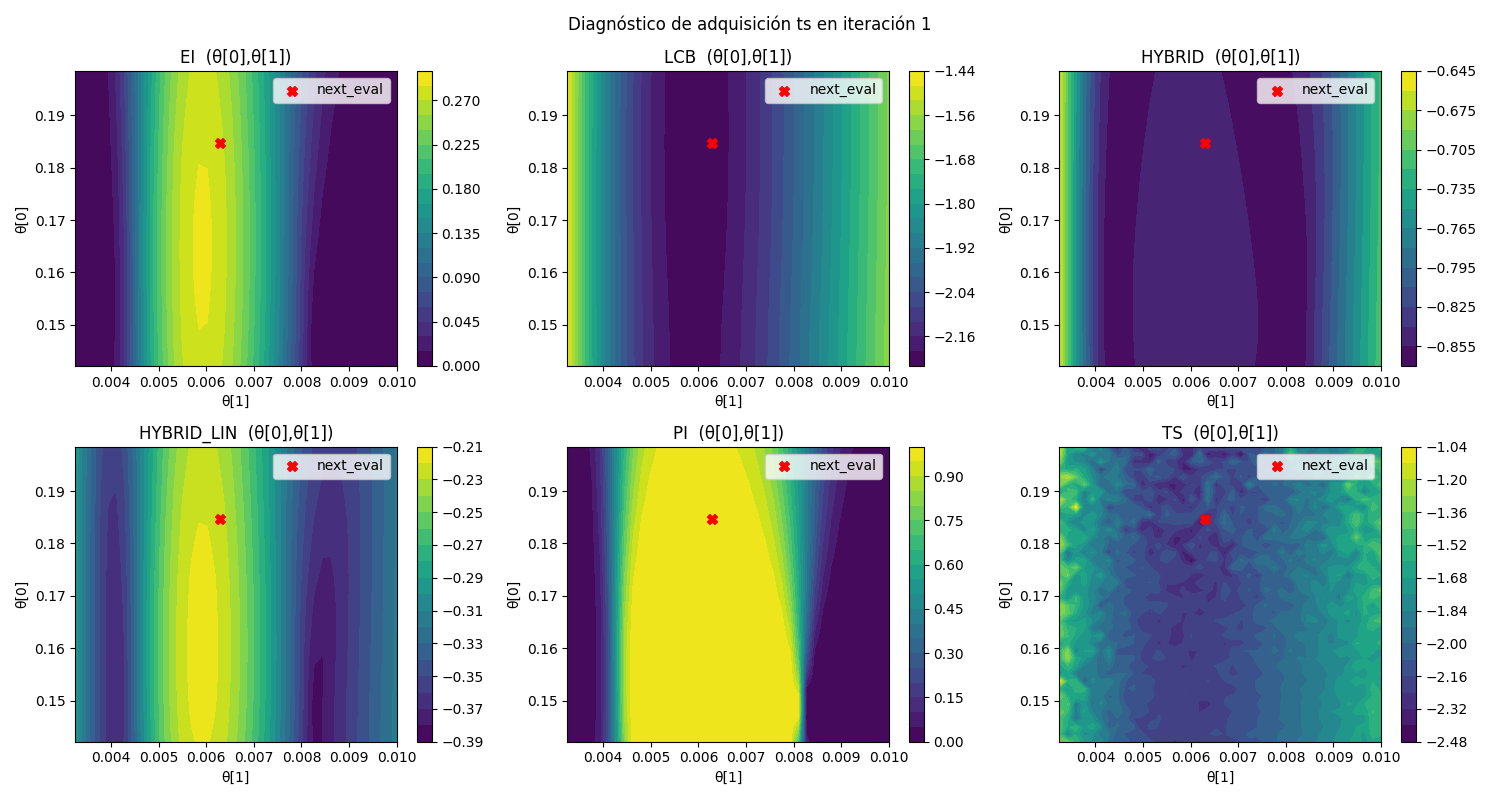 Diagnóstico de adquisición ts en iteración 1
EI (θ[0],θ[1])
next_eval
0.19
0.18
0.17
0.16
0.15
θ[0]
0.004 0.005 0.006 0.007 0.008 0.009 0.010
θ[1]
0.270
0.225
0.180
0.135
0.090
0.045
0.000
LCB (θ[0],θ[1])
next_eval
0.19
0.18
0.17
0.16
0.15
θ[0]
0.004 0.005 0.006 0.007 0.008 0.009 0.010
θ[1]
−1.44
−1.56
−1.68
−1.80
−1.92
−2.04
−2.16
HYBRID (θ[0],θ[1])
next_eval
0.19
0.18
0.17
0.16
0.15
θ[0]
0.004 0.005 0.006 0.007 0.008 0.009 0.010
θ[1]
−0.645
−0.675
−0.705
−0.735
−0.765
−0.795
−0.825
−0.855
HYBRID_LIN (θ[0],θ[1])
next_eval
0.19
0.18
0.17
0.16
0.15
θ[0]
0.004 0.005 0.006 0.007 0.008 0.009 0.010
θ[1]
−0.21
−0.23
−0.25
−0.27
−0.29
−0.31
−0.33
−0.35
−0.37
−0.39
PI (θ[0],θ[1])
next_eval
0.19
0.18
0.17
0.16
0.15
θ[0]
0.004 0.005 0.006 0.007 0.008 0.009 0.010
θ[1]
0.90
0.75
0.60
0.45
0.30
0.15
0.00
TS (θ[0],θ[1])
next_eval
0.19
0.18
0.17
0.16
0.15
θ[0]
0.004 0.005 0.006 0.007 0.008 0.009 0.010
θ[1]
−1.04
−1.20
−1.36
−1.52
−1.68
−1.84
−2.00
−2.16
−2.32
−2.48